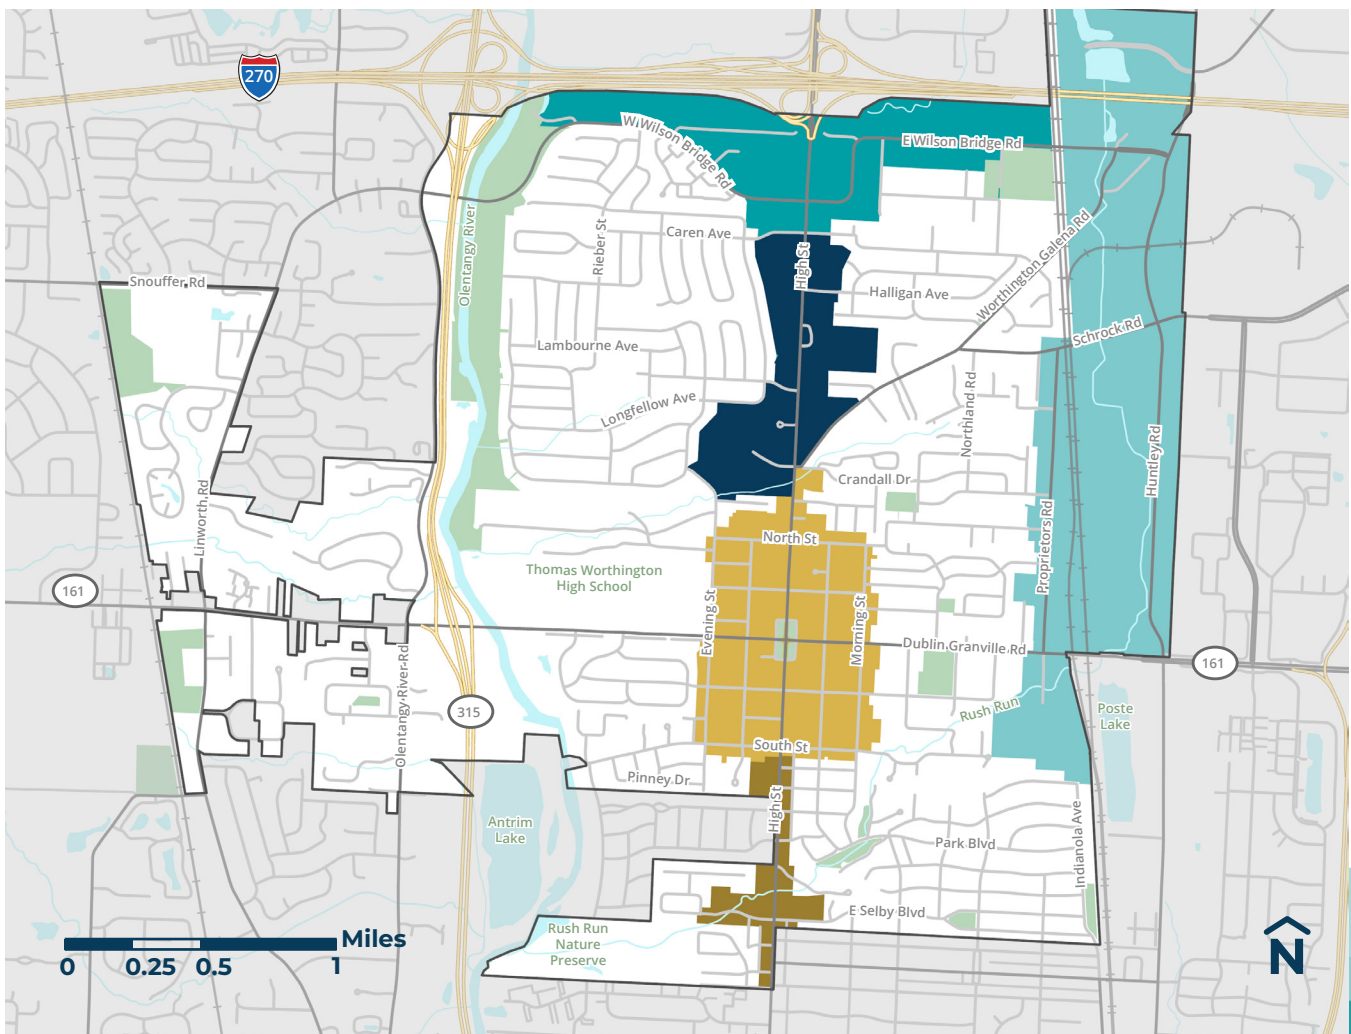 270
W Wilson Bridge Rd
E Wilson Bridge Rd
Olentangy River
Rieber St
Caren Ave
High St
Worthington Galena Rd
Snouffer Rd
Halligan Ave
Schrock Rd
Lambourne Ave
Longfellow Ave
Northland Rd
Huntley Rd
Crandall Dr
Linworth Rd
North St
Proprietors Rd
Thomas Worthington
High School
161
Evening St
Morning St
Dublin Granville Rd
161
Olentangy River Rd
315
Rush Run
Poste
Lake
South St
Pinney Dr
High St
Antrim
Lake
Park Blvd
Indianola Ave
E Selby Blvd
Rush Run
Nature
Preserve
Miles
0 0.25 0.5 1
N